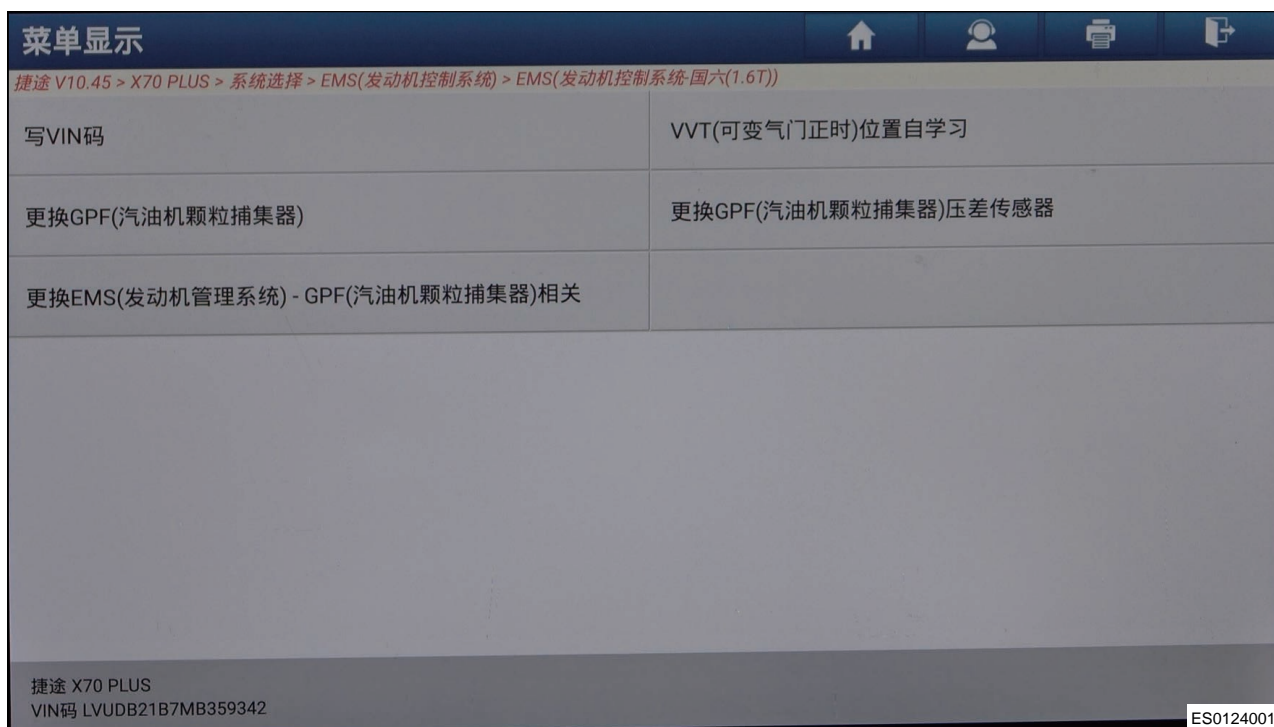 菜单显示
捷途 V10.45 > X70 PLUS > 系统选择 > EMS(发动机控制系统) > EMS(发动机控制系统-国六(1.6T))
写VIN码
VVT(可变气门正时)位置自学习
更换GPF(汽油机颗粒捕集器)
更换GPF(汽油机颗粒捕集器)压差传感器
更换EMS(发动机管理系统) - GPF(汽油机颗粒捕集器)相关
捷途 X70 PLUS
VIN码 LVUDB21B7MB359342
ES0124001